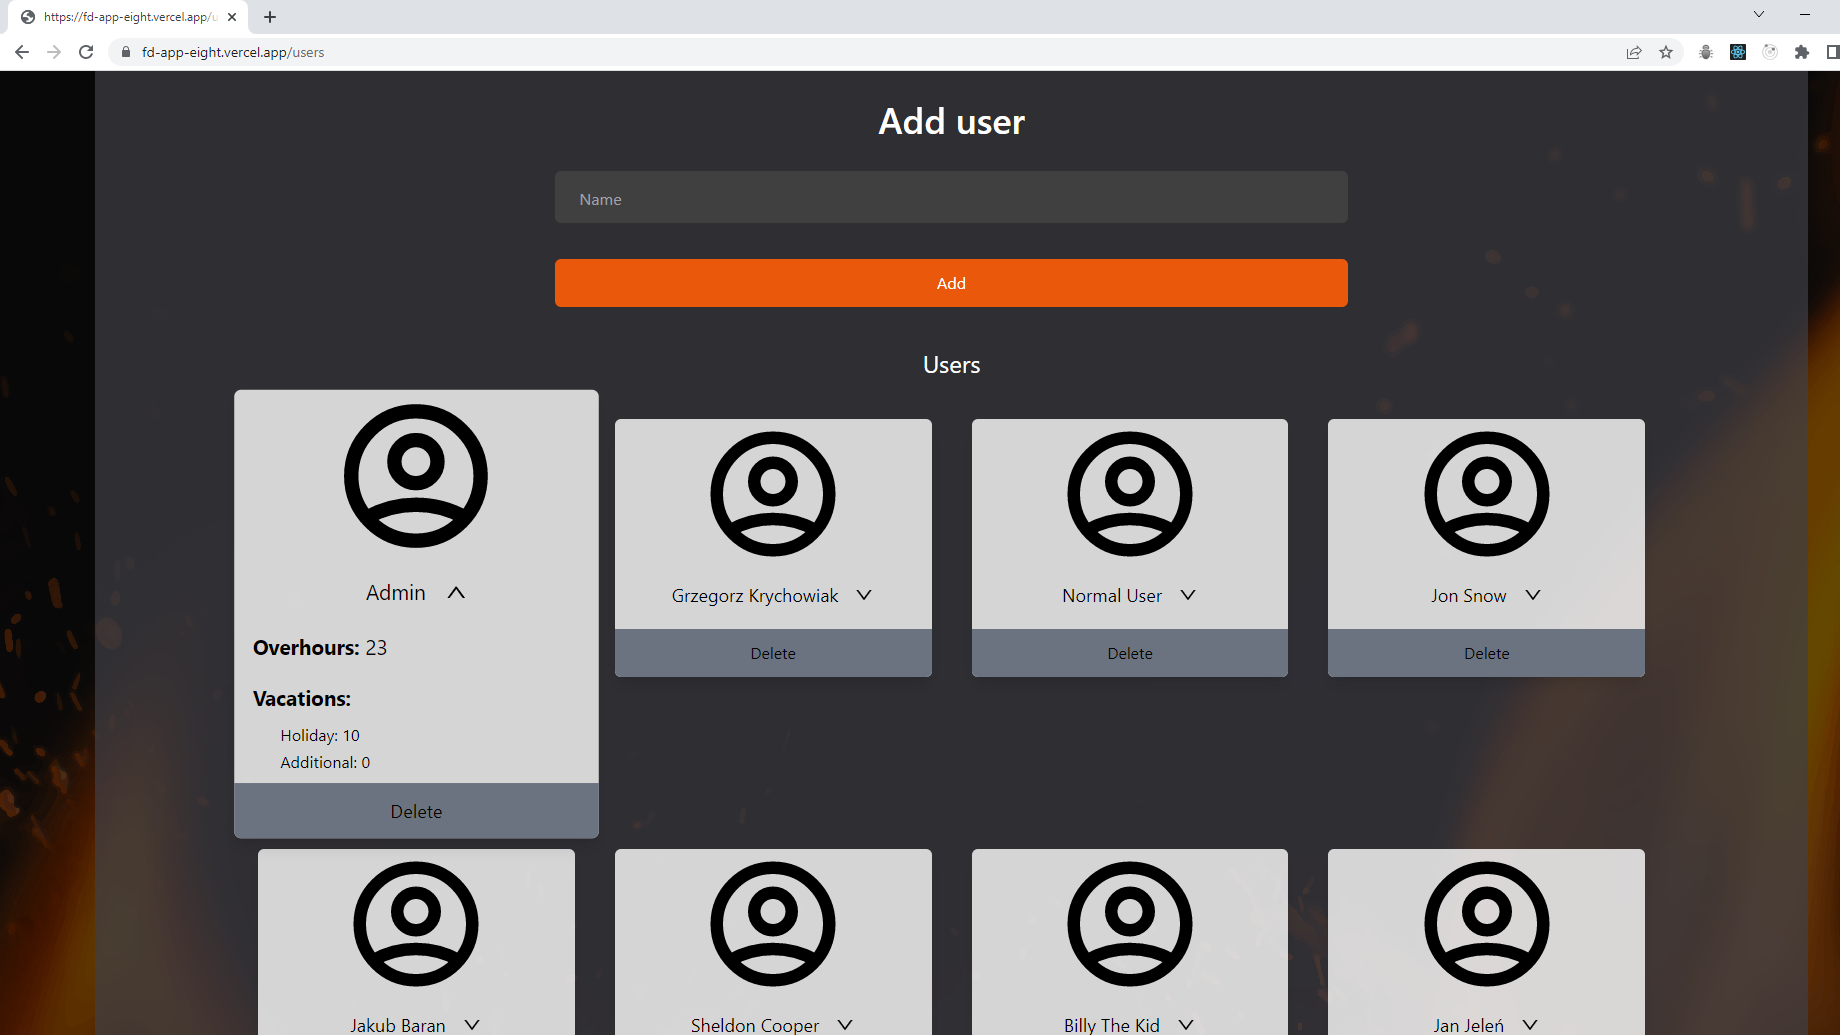 https://fd-app-eight.vercel.app/u
fd-app-eight.vercel.app/users
Add user
Name
Add
Users
Admin
Overhours: 23
Vacations:
Holiday: 10
Additional: 0
Delete
Grzegorz Krychowiak
Delete
Normal User
Delete
Jon Snow
Delete
Jakub Baran
Sheldon Cooper
Billy The Kid
Jan Jeleń